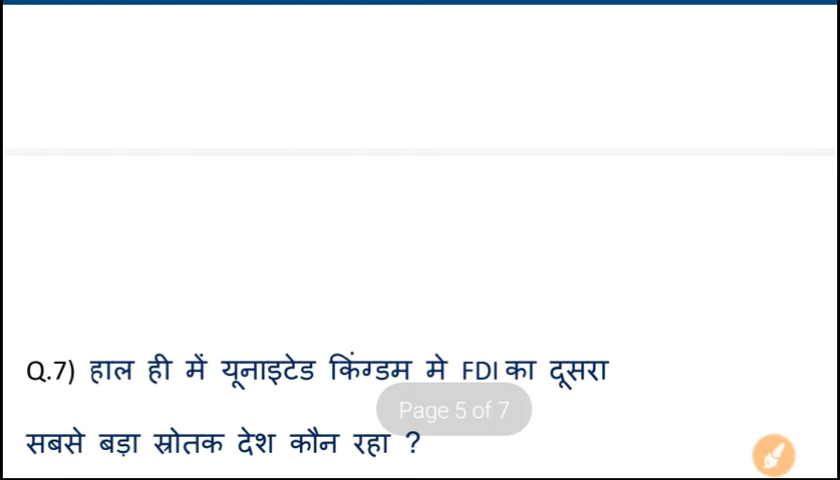 Q.7) हाल ही में यूनाइटेड किंग्डम मे FDI का दूसरा
Page 5 of 7
सबसे बड़ा स्रोतक देश कौन रहा ?